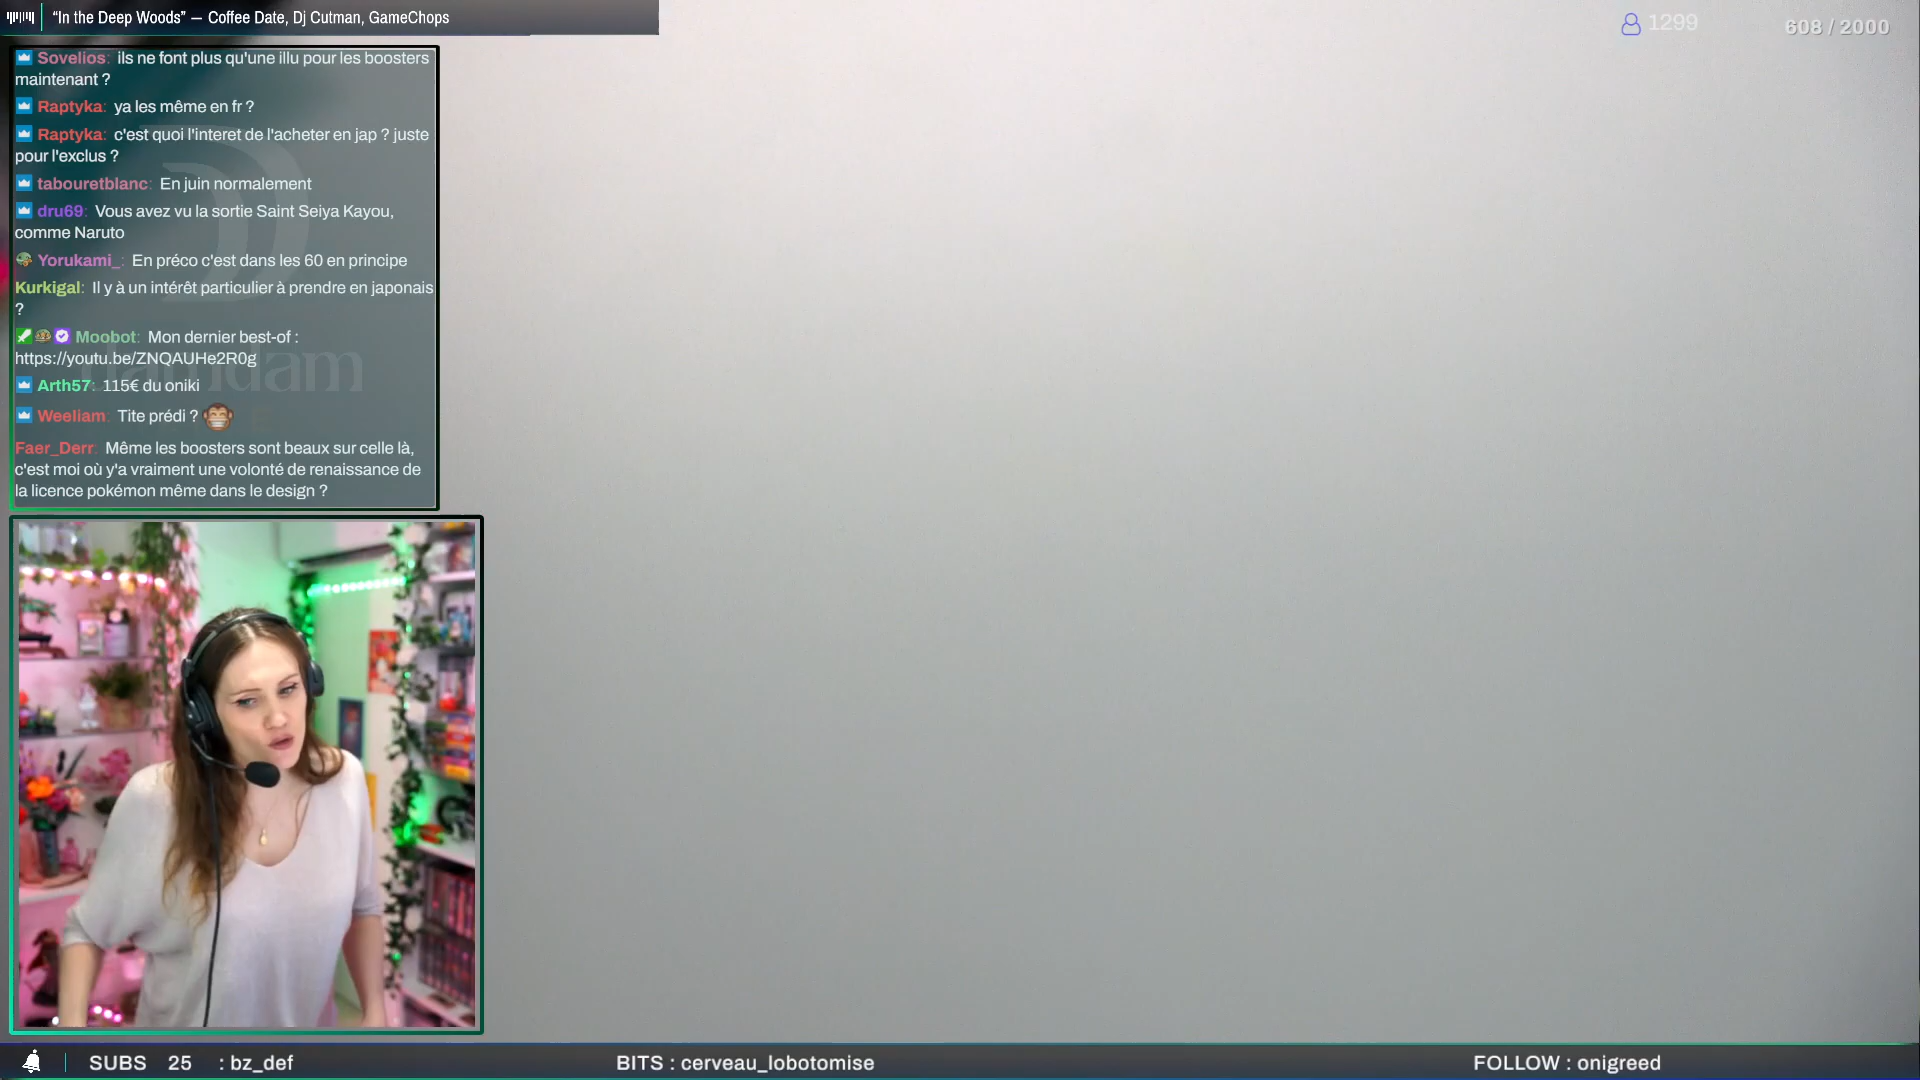 “In the Deep Woods” — Coffee Date, Dj Cutman, GameChops
1299
608 / 2000
Sovelios: ils ne font plus qu'une illu pour les boosters
maintenant ?
Raptyka: ya les même en fr ?
Raptyka: c'est quoi l'interet de l'acheter en jap ? juste
pour l'exclus ?
tabouretblanc: En juin normalement
dru69: Vous avez vu la sortie Saint Seiya Kayou,
comme Naruto
Yorukami_: En préco c'est dans les 60 en principe
Kurkigal: Il y à un intérêt particulier à prendre en japonais
?
Moobot: Mon dernier best-of :
https://youtu.be/ZNQAUHe2R0g
Arth57: 115€ du oniki
Weeliam: Tite prédi ?
Faer_Derr: Même les boosters sont beaux sur celle là,
c'est moi où y'a vraiment une volonté de renaissance de
la licence pokémon même dans le design ?
SUBS 25 : bz_def
BITS : cerveau_lobotomise
FOLLOW : onigreed